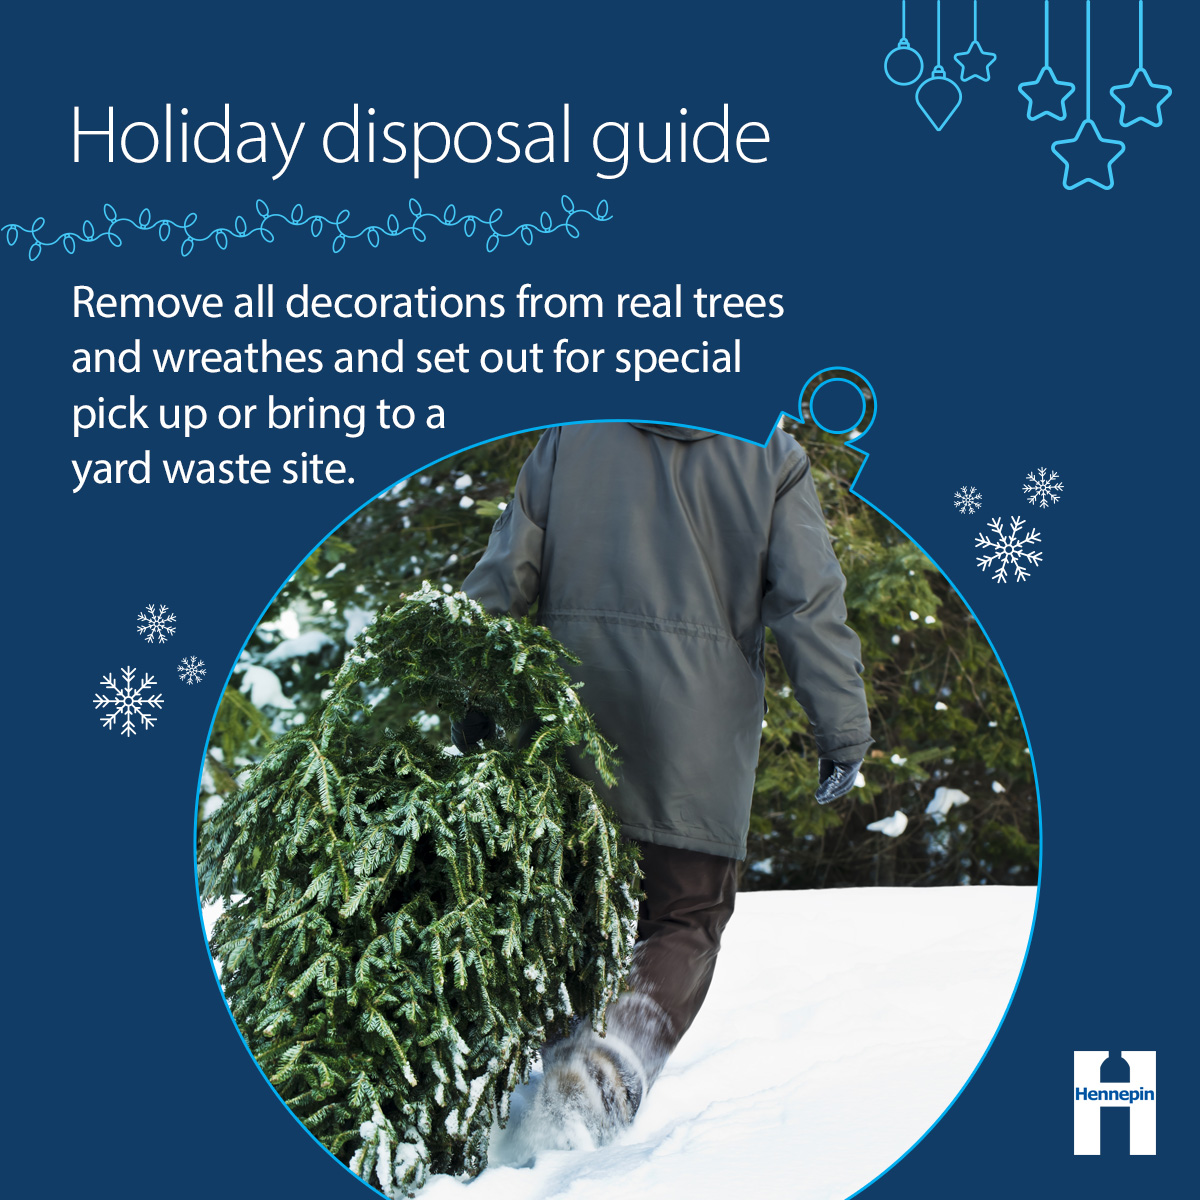 Holiday disposal guide
Remove all decorations from real trees
and wreathes and set out for special
pick up or bring to a
yard waste site.
Hennepin